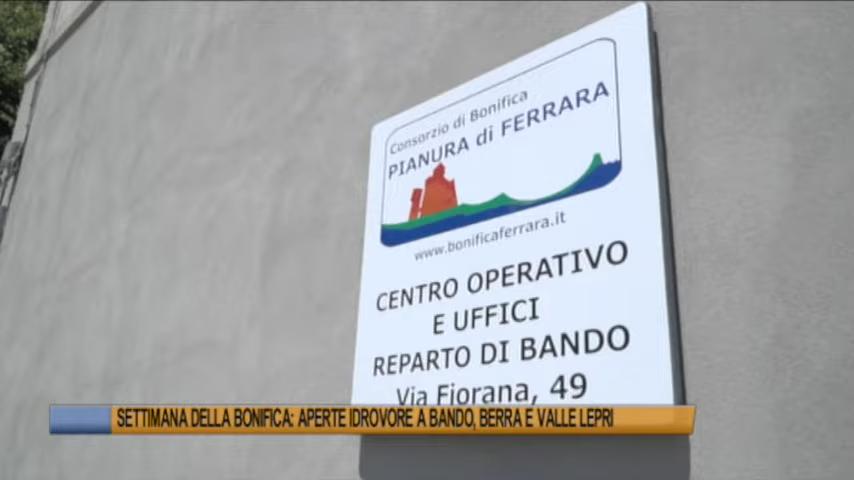 Consorzio di Bonifica
PIANURA di FERRARA
www.bonificaferrara.it
CENTRO OPERATIVO
E UFFICI
REPARTO DI BANDO
Via Fiorana, 49
SETTIMANA DELLA BONIFICA: APERTE IDROVORE A BANDO, BERRA E VALLE LEPRI